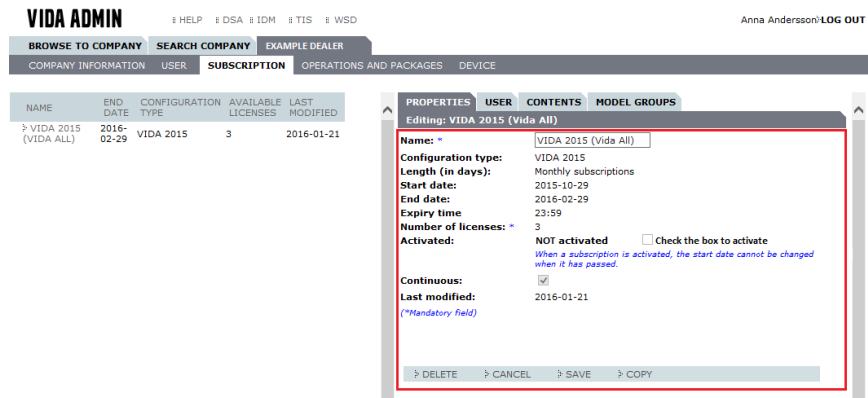 VIDA ADMIN
HELP DSA IDM TIS WSD
Anna Andersson LOG OUT
BROWSE TO COMPANY SEARCH COMPANY EXAMPLE DEALER
COMPANY INFORMATION USER SUBSCRIPTION OPERATIONS AND PACKAGES DEVICE
NAME END DATE CONFIGURATION TYPE AVAILABLE LICENSES LAST MODIFIED
VIDA 2015 (VIDA ALL) 2016-02-29 VIDA 2015 3 2016-01-21
PROPERTIES USER CONTENTS MODEL GROUPS
Editing: VIDA 2015 (Vida All)
Name: * VIDA 2015 (Vida All)
Configuration type: VIDA 2015
Length (in days): Monthly subscriptions
Start date: 2015-10-29
End date: 2016-02-29
Expiry time 23:59
Number of licenses: * 3
Activated: NOT activated Check the box to activate
When a subscription is activated, the start date cannot be changed
when it has passed.
Continuous:
Last modified: 2016-01-21
(*Mandatory field)
DELETE CANCEL SAVE COPY